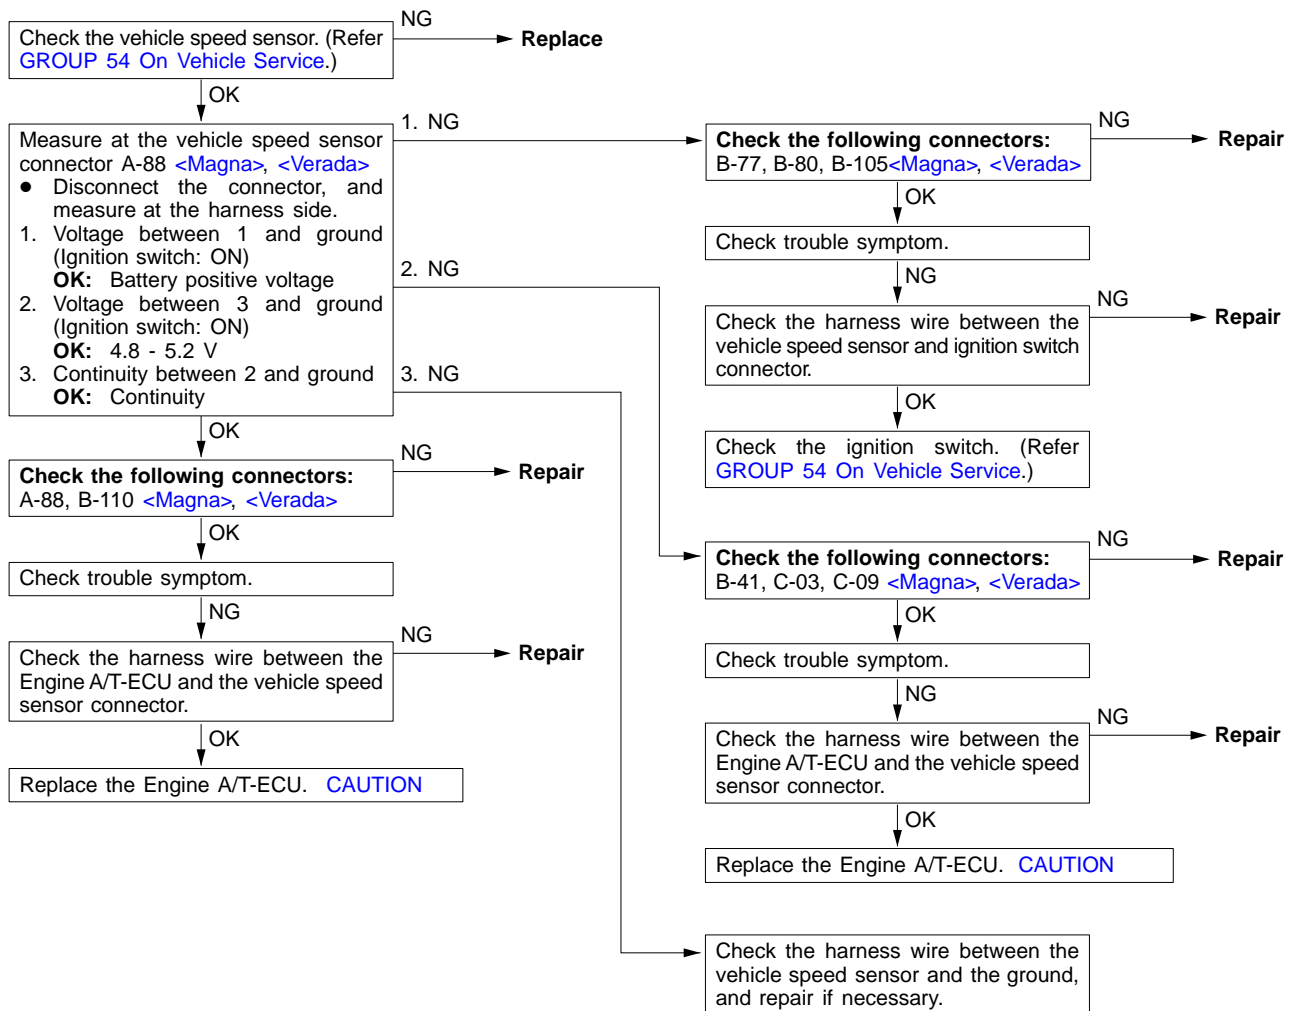 Check the vehicle speed sensor. (Refer
GROUP 54 On Vehicle Service.)
NG
Replace
OK
Measure at the vehicle speed sensor
connector A-88 <Magna>, <Verada>
● Disconnect the connector, and
measure at the harness side.
1. Voltage between 1 and ground
(Ignition switch: ON)
OK: Battery positive voltage
2. Voltage between 3 and ground
(Ignition switch: ON)
OK: 4.8 - 5.2 V
3. Continuity between 2 and ground
OK: Continuity
1. NG
2. NG
3. NG
OK
Check the following connectors:
A-88, B-110 <Magna>, <Verada>
NG
Repair
OK
Check trouble symptom.
NG
Check the harness wire between the
Engine A/T-ECU and the vehicle speed
sensor connector.
NG
Repair
OK
Replace the Engine A/T-ECU. CAUTION
Check the following connectors:
B-77, B-80, B-105<Magna>, <Verada>
NG
Repair
OK
Check trouble symptom.
NG
Check the harness wire between the
vehicle speed sensor and ignition switch
connector.
NG
Repair
OK
Check the ignition switch. (Refer
GROUP 54 On Vehicle Service.)
Check the following connectors:
B-41, C-03, C-09 <Magna>, <Verada>
NG
Repair
OK
Check trouble symptom.
NG
Check the harness wire between the
Engine A/T-ECU and the vehicle speed
sensor connector.
NG
Repair
OK
Replace the Engine A/T-ECU. CAUTION
Check the harness wire between the
vehicle speed sensor and the ground,
and repair if necessary.